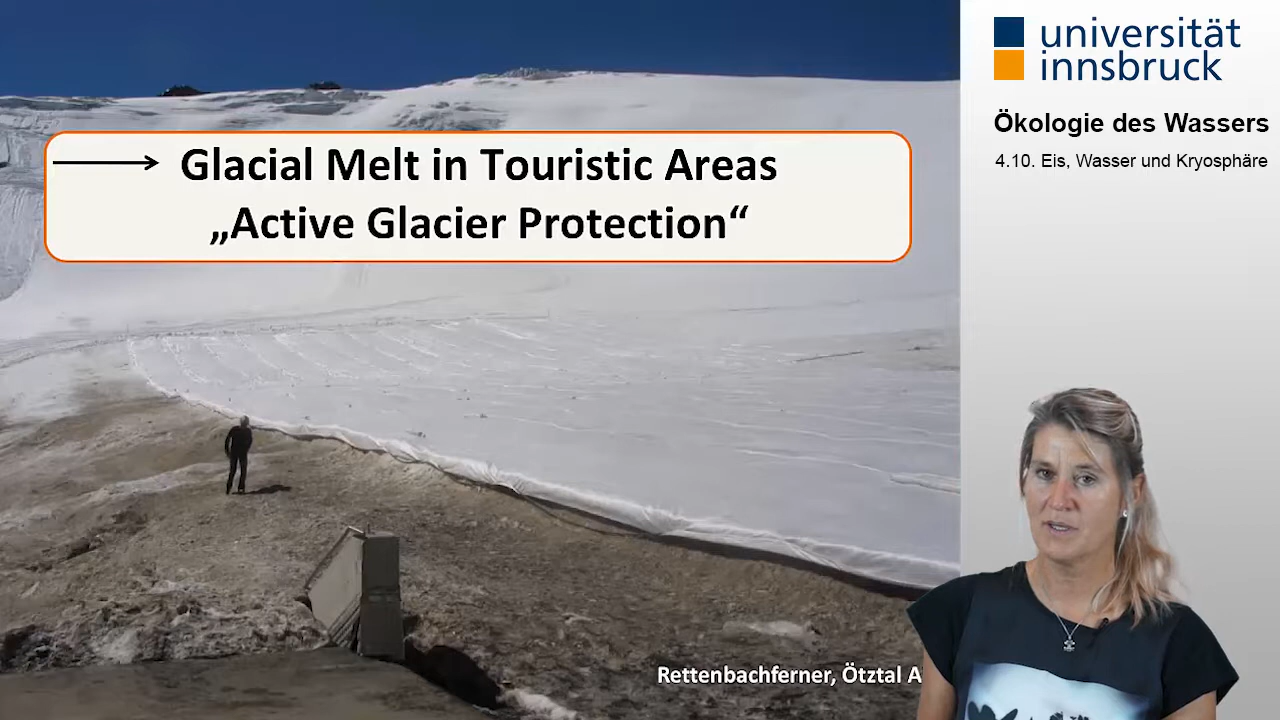 universität
innsbruck
Ökologie des Wassers
4.10. Eis, Wasser und Kryosphäre
Glacial Melt in Touristic Areas
„Active Glacier Protection“
Rettenbachferner, Ötztal